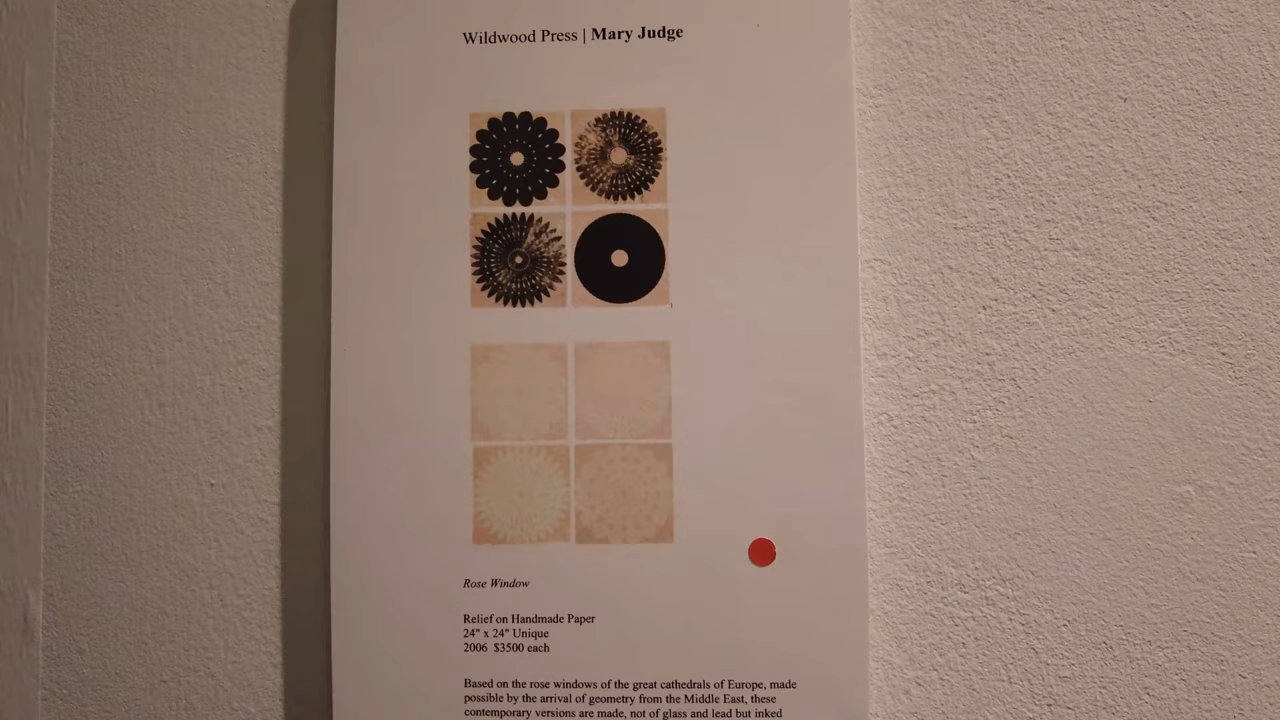 Wildwood Press | Mary Judge
Rose Window
Relief on Handmade Paper
24" x 24" Unique
2006 $3500 each
Based on the rose windows of the great cathedrals of Europe, made
possible by the arrival of geometry from the Middle East, these
contemporary versions are made, not of glass and lead but inked